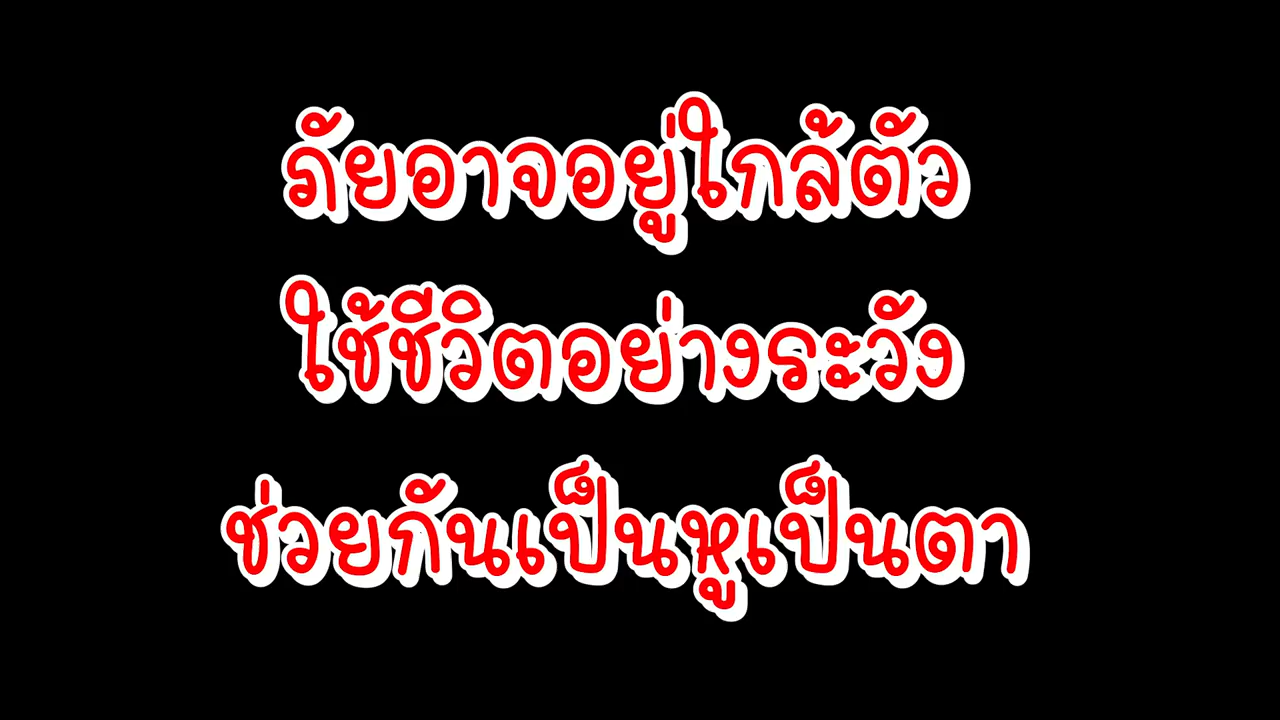 ภัยอาจอยู่ใกล้ตัว
ใช้ชีวิตอย่างระวัง
ช่วยกันเป็นหูเป็นตา